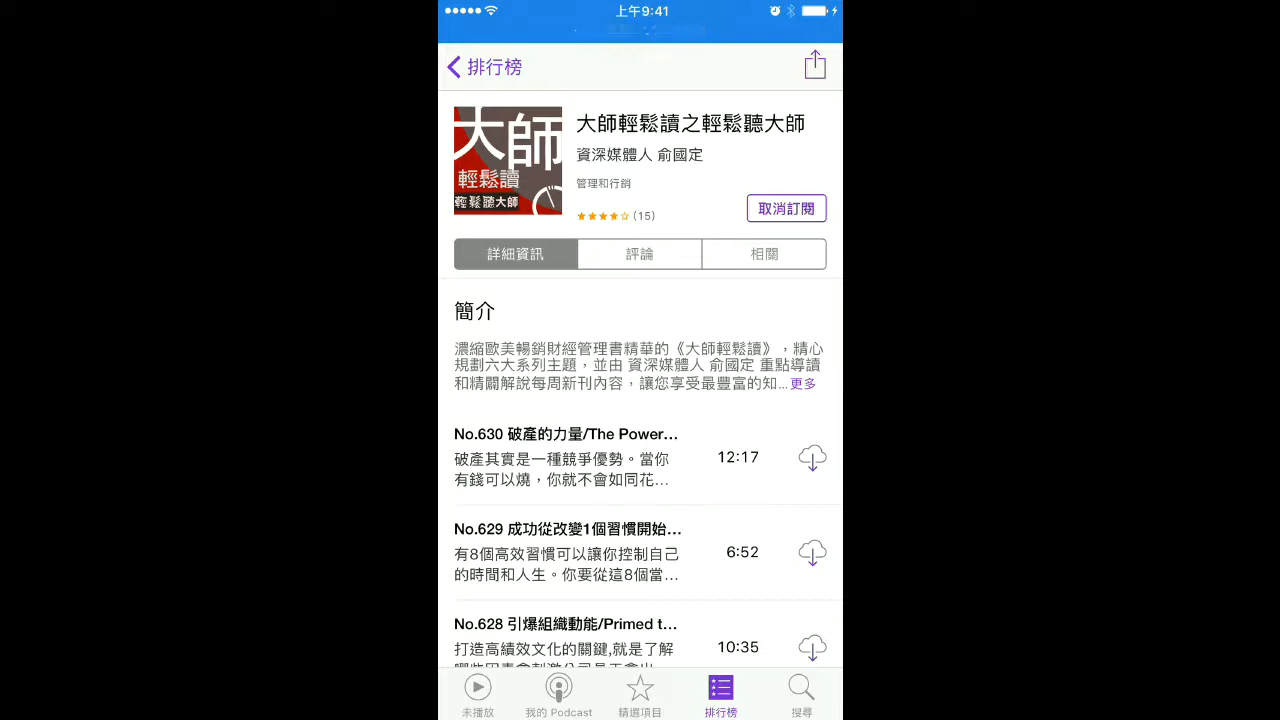 上午9:41
排行榜
大師
輕鬆讀
輕鬆聽大師
大師輕鬆讀之輕鬆聽大師
資深媒體人 俞國定
管理和行銷
★★★★☆ (15)
取消訂閱
詳細資訊 評論 相關
簡介
濃縮歐美暢銷財經管理書精華的《大師輕鬆讀》，精心
規劃六大系列主題，並由 資深媒體人 俞國定 重點導讀
和精闢解說每周新刊內容，讓您享受最豐富的知...更多
No.630 破產的力量/The Power...
破產其實是一種競爭優勢。當你
有錢可以燒，你就不會如同花...
12:17
No.629 成功從改變1個習慣開始...
有8個高效習慣可以讓你控制自己
的時間和人生。你要從這8個當...
6:52
No.628 引爆組織動能/Primed t...
打造高績效文化的關鍵,就是了解
10:35
未播放 我的 Podcast 精選項目 排行榜 搜尋